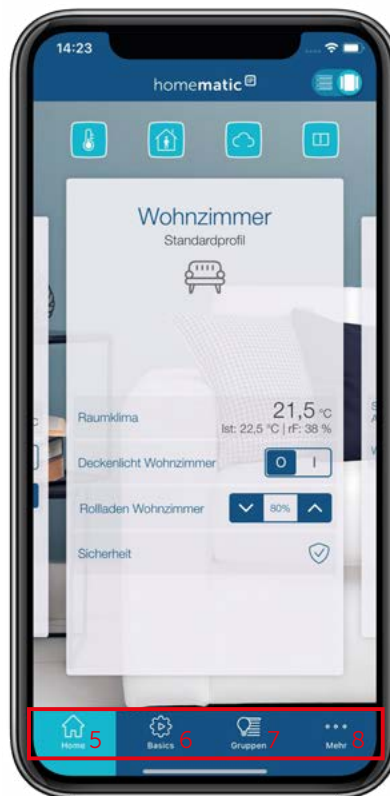 14:23
homematic IP
Wohnzimmer
Standardprofil
Raumklima 21,5 °C
Ist: 22,5 °C | rF: 38 %
Deckenlicht Wohnzimmer O I
Rollladen Wohnzimmer 80%
Sicherheit
Home 5 Basics 6 Gruppen 7 Mehr 8